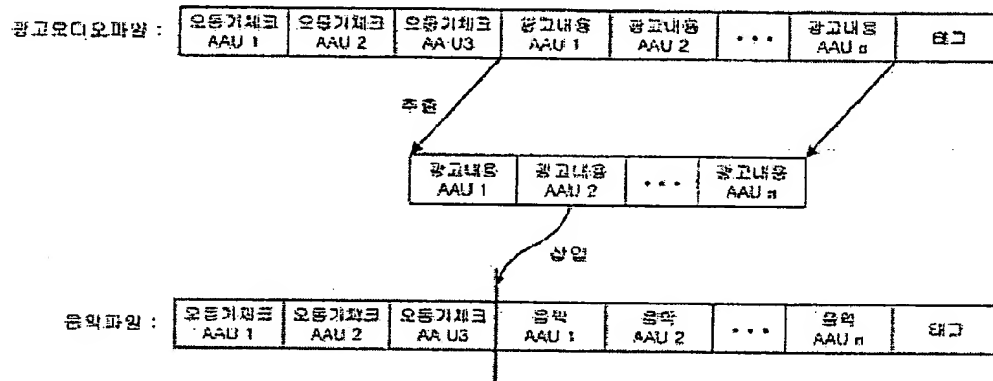 광고오디오파일 :
오동기체크 AAU 1
오동기체크 AAU 2
오동기체크 AAU3
광고내용 AAU 1
광고내용 AAU 2
• • •
광고내용 AAU n
태그
추출
광고내용 AAU 1
광고내용 AAU 2
• • •
광고내용 AAU n
삽입
음악파일 :
오동기체크 AAU 1
오동기체크 AAU 2
오동기체크 AAU3
음악 AAU 1
음악 AAU 2
• • •
음악 AAU n
태그